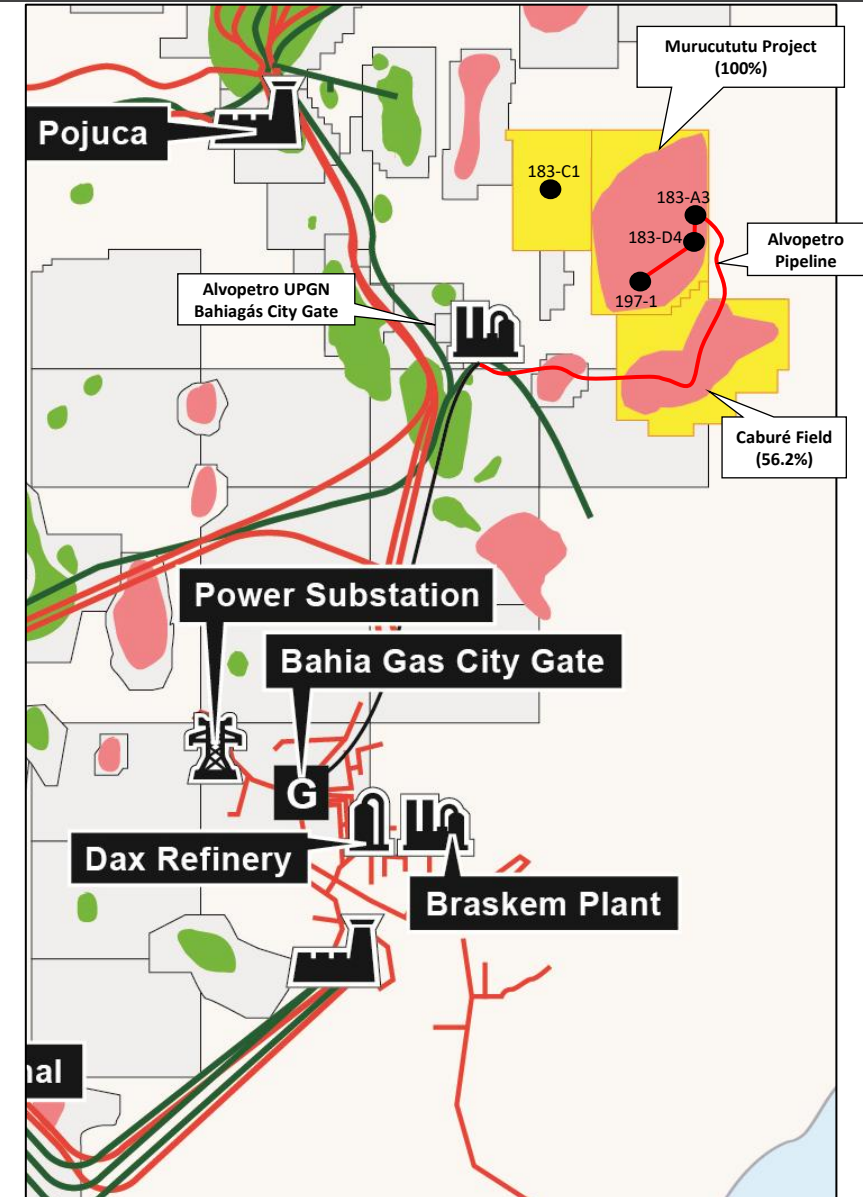 Murucututu Project
(100%)
Pojuca
183-C1
183-A3
183-D4
Alvopetro
Pipeline
197-1
Alvopetro UPGN
Bahiagás City Gate
Caburé Field
(56.2%)
Power Substation
Bahia Gas City Gate
G
Dax Refinery
Braskem Plant
nal